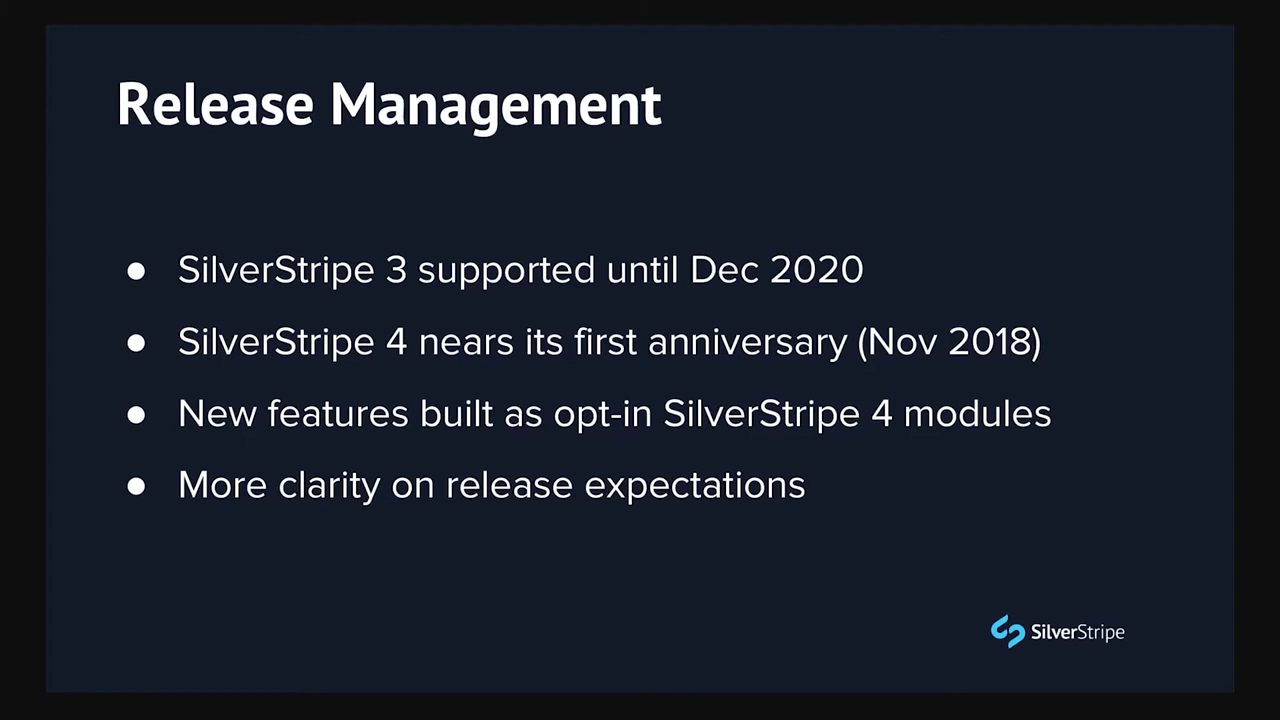 Release Management
● SilverStripe 3 supported until Dec 2020
● SilverStripe 4 nears its first anniversary (Nov 2018)
● New features built as opt-in SilverStripe 4 modules
● More clarity on release expectations
SilverStripe